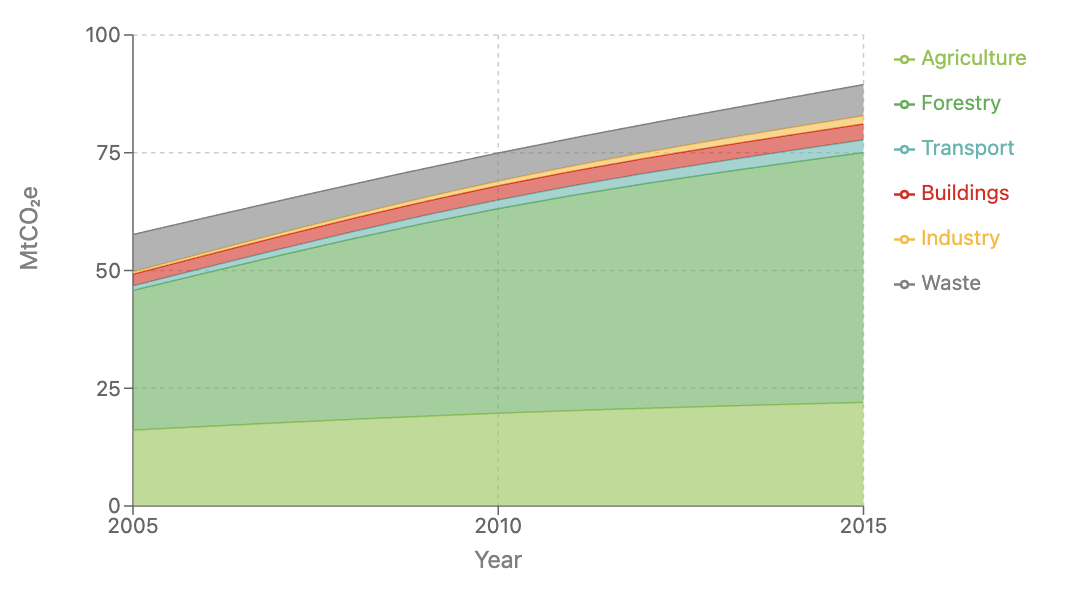 100
75
50
25
0
MtCO₂e
2005
2010
2015
Year
Agriculture
Forestry
Transport
Buildings
Industry
Waste